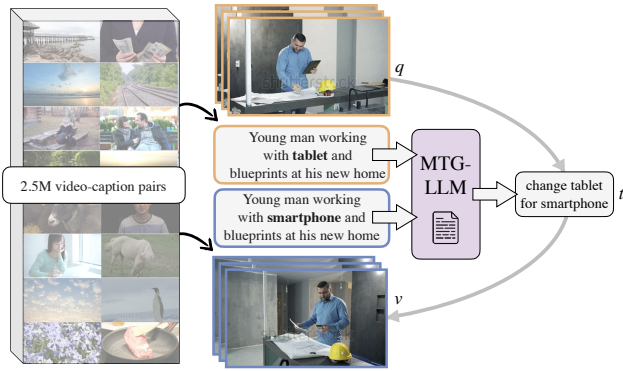 2.5M video-caption pairs
shutterstock
q
Young man working
with tablet and
blueprints at his new home
Young man working
with smartphone and
blueprints at his new home
MTG-
LLM
change tablet
for smartphone
t
v